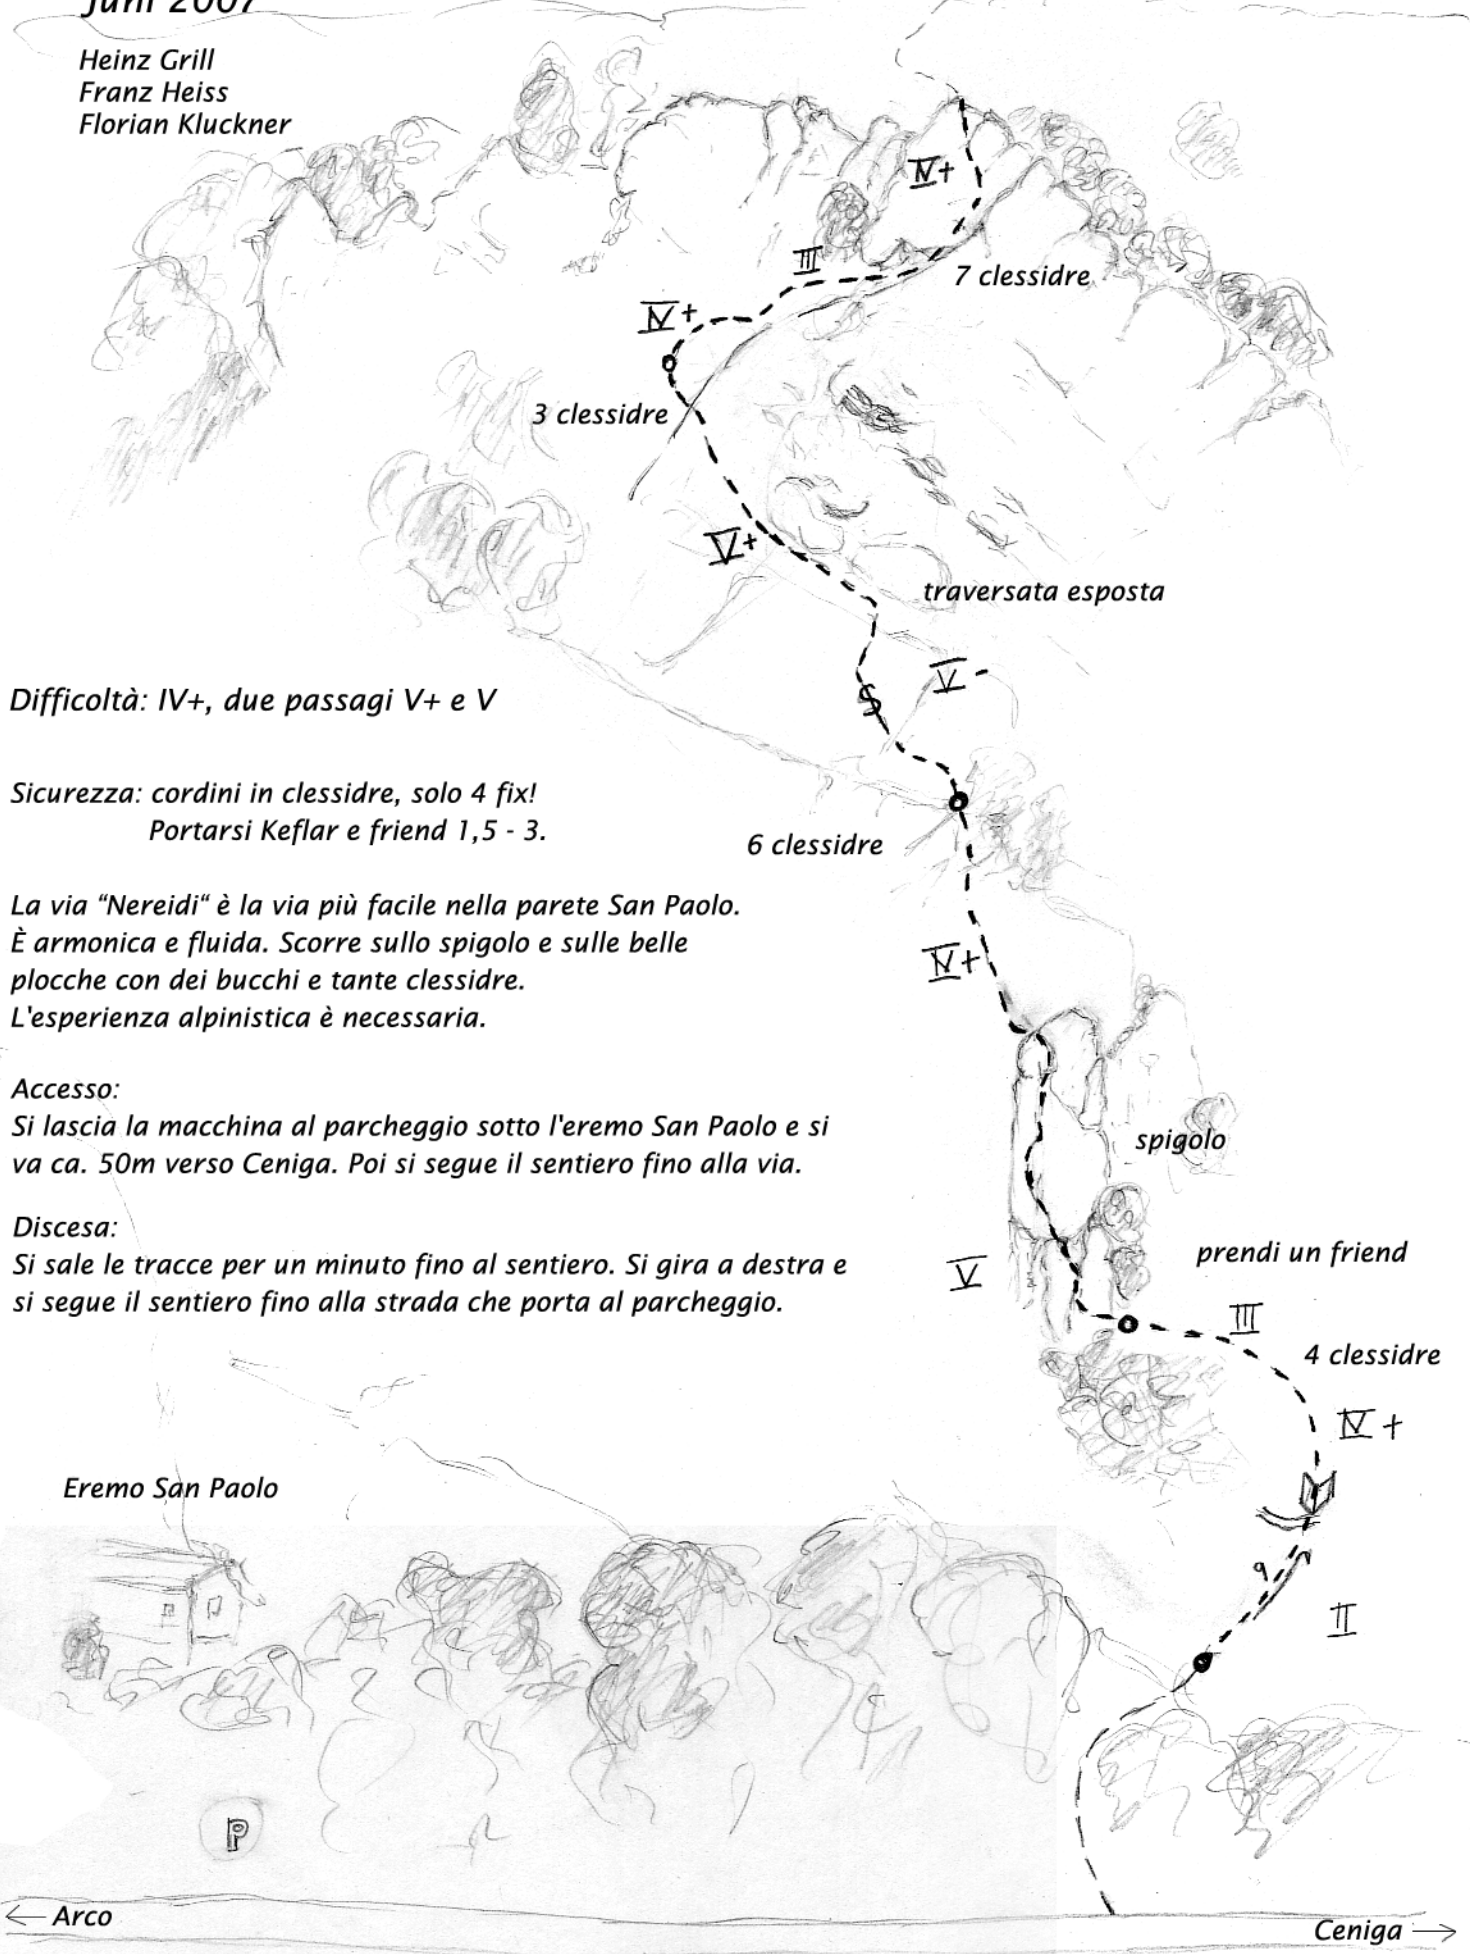 Juni 2007
Heinz Grill
Franz Heiss
Florian Kluckner
IV+
III
7 clessidre
IV+
3 clessidre
V+
traversata esposta
V-
Difficoltà: IV+, due passagi V+ e V
Sicurezza: cordini in clessidre, solo 4 fix!
Portarsi Keflar e friend 1,5 - 3.
6 clessidre
La via “Nereidi“ è la via più facile nella parete San Paolo.
È armonica e fluida. Scorre sullo spigolo e sulle belle
plocche con dei bucchi e tante clessidre.
L'esperienza alpinistica è necessaria.
IV+
Accesso:
Si lascia la macchina al parcheggio sotto l'eremo San Paolo e si
va ca. 50m verso Ceniga. Poi si segue il sentiero fino alla via.
spigolo
Discesa:
Si sale le tracce per un minuto fino al sentiero. Si gira a destra e
si segue il sentiero fino alla strada che porta al parcheggio.
prendi un friend
V
III
4 clessidre
IV+
Eremo San Paolo
II
P
← Arco
Ceniga →